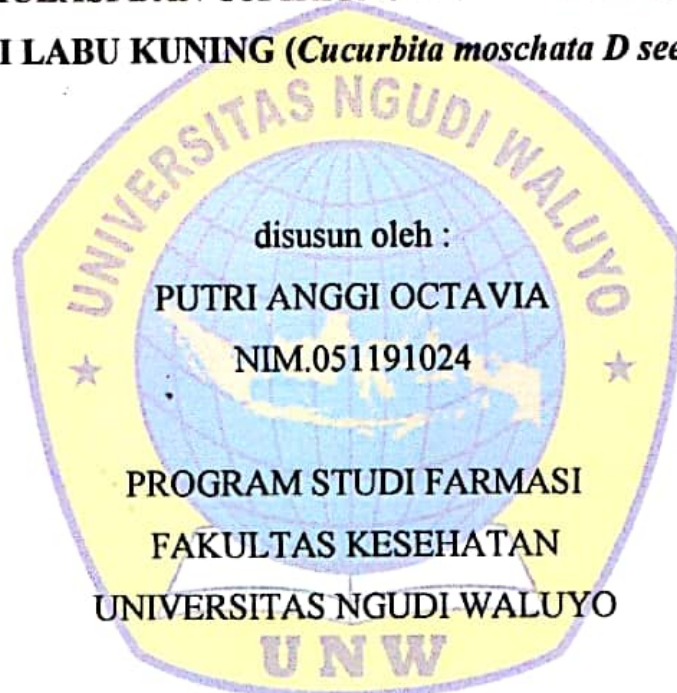 I LABU KUNING (Cucurbita moschata D see
UNIVERSITAS NGUDI WALUYO
disusun oleh :
PUTRI ANGGI OCTAVIA
NIM.051191024
PROGRAM STUDI FARMASI
FAKULTAS KESEHATAN
UNIVERSITAS NGUDI WALUYO
UNW